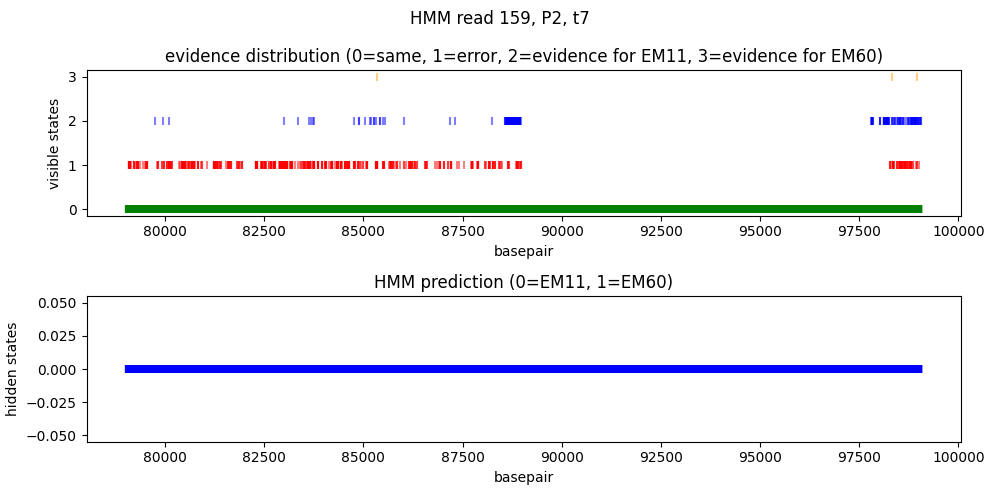 HMM read 159, P2, t7
evidence distribution (0=same, 1=error, 2=evidence for EM11, 3=evidence for EM60)
visible states
3
2
1
0
80000 82500 85000 87500 90000 92500 95000 97500 100000
basepair
HMM prediction (0=EM11, 1=EM60)
hidden states
0.050
0.025
0.000
−0.025
−0.050
80000 82500 85000 87500 90000 92500 95000 97500 100000
basepair